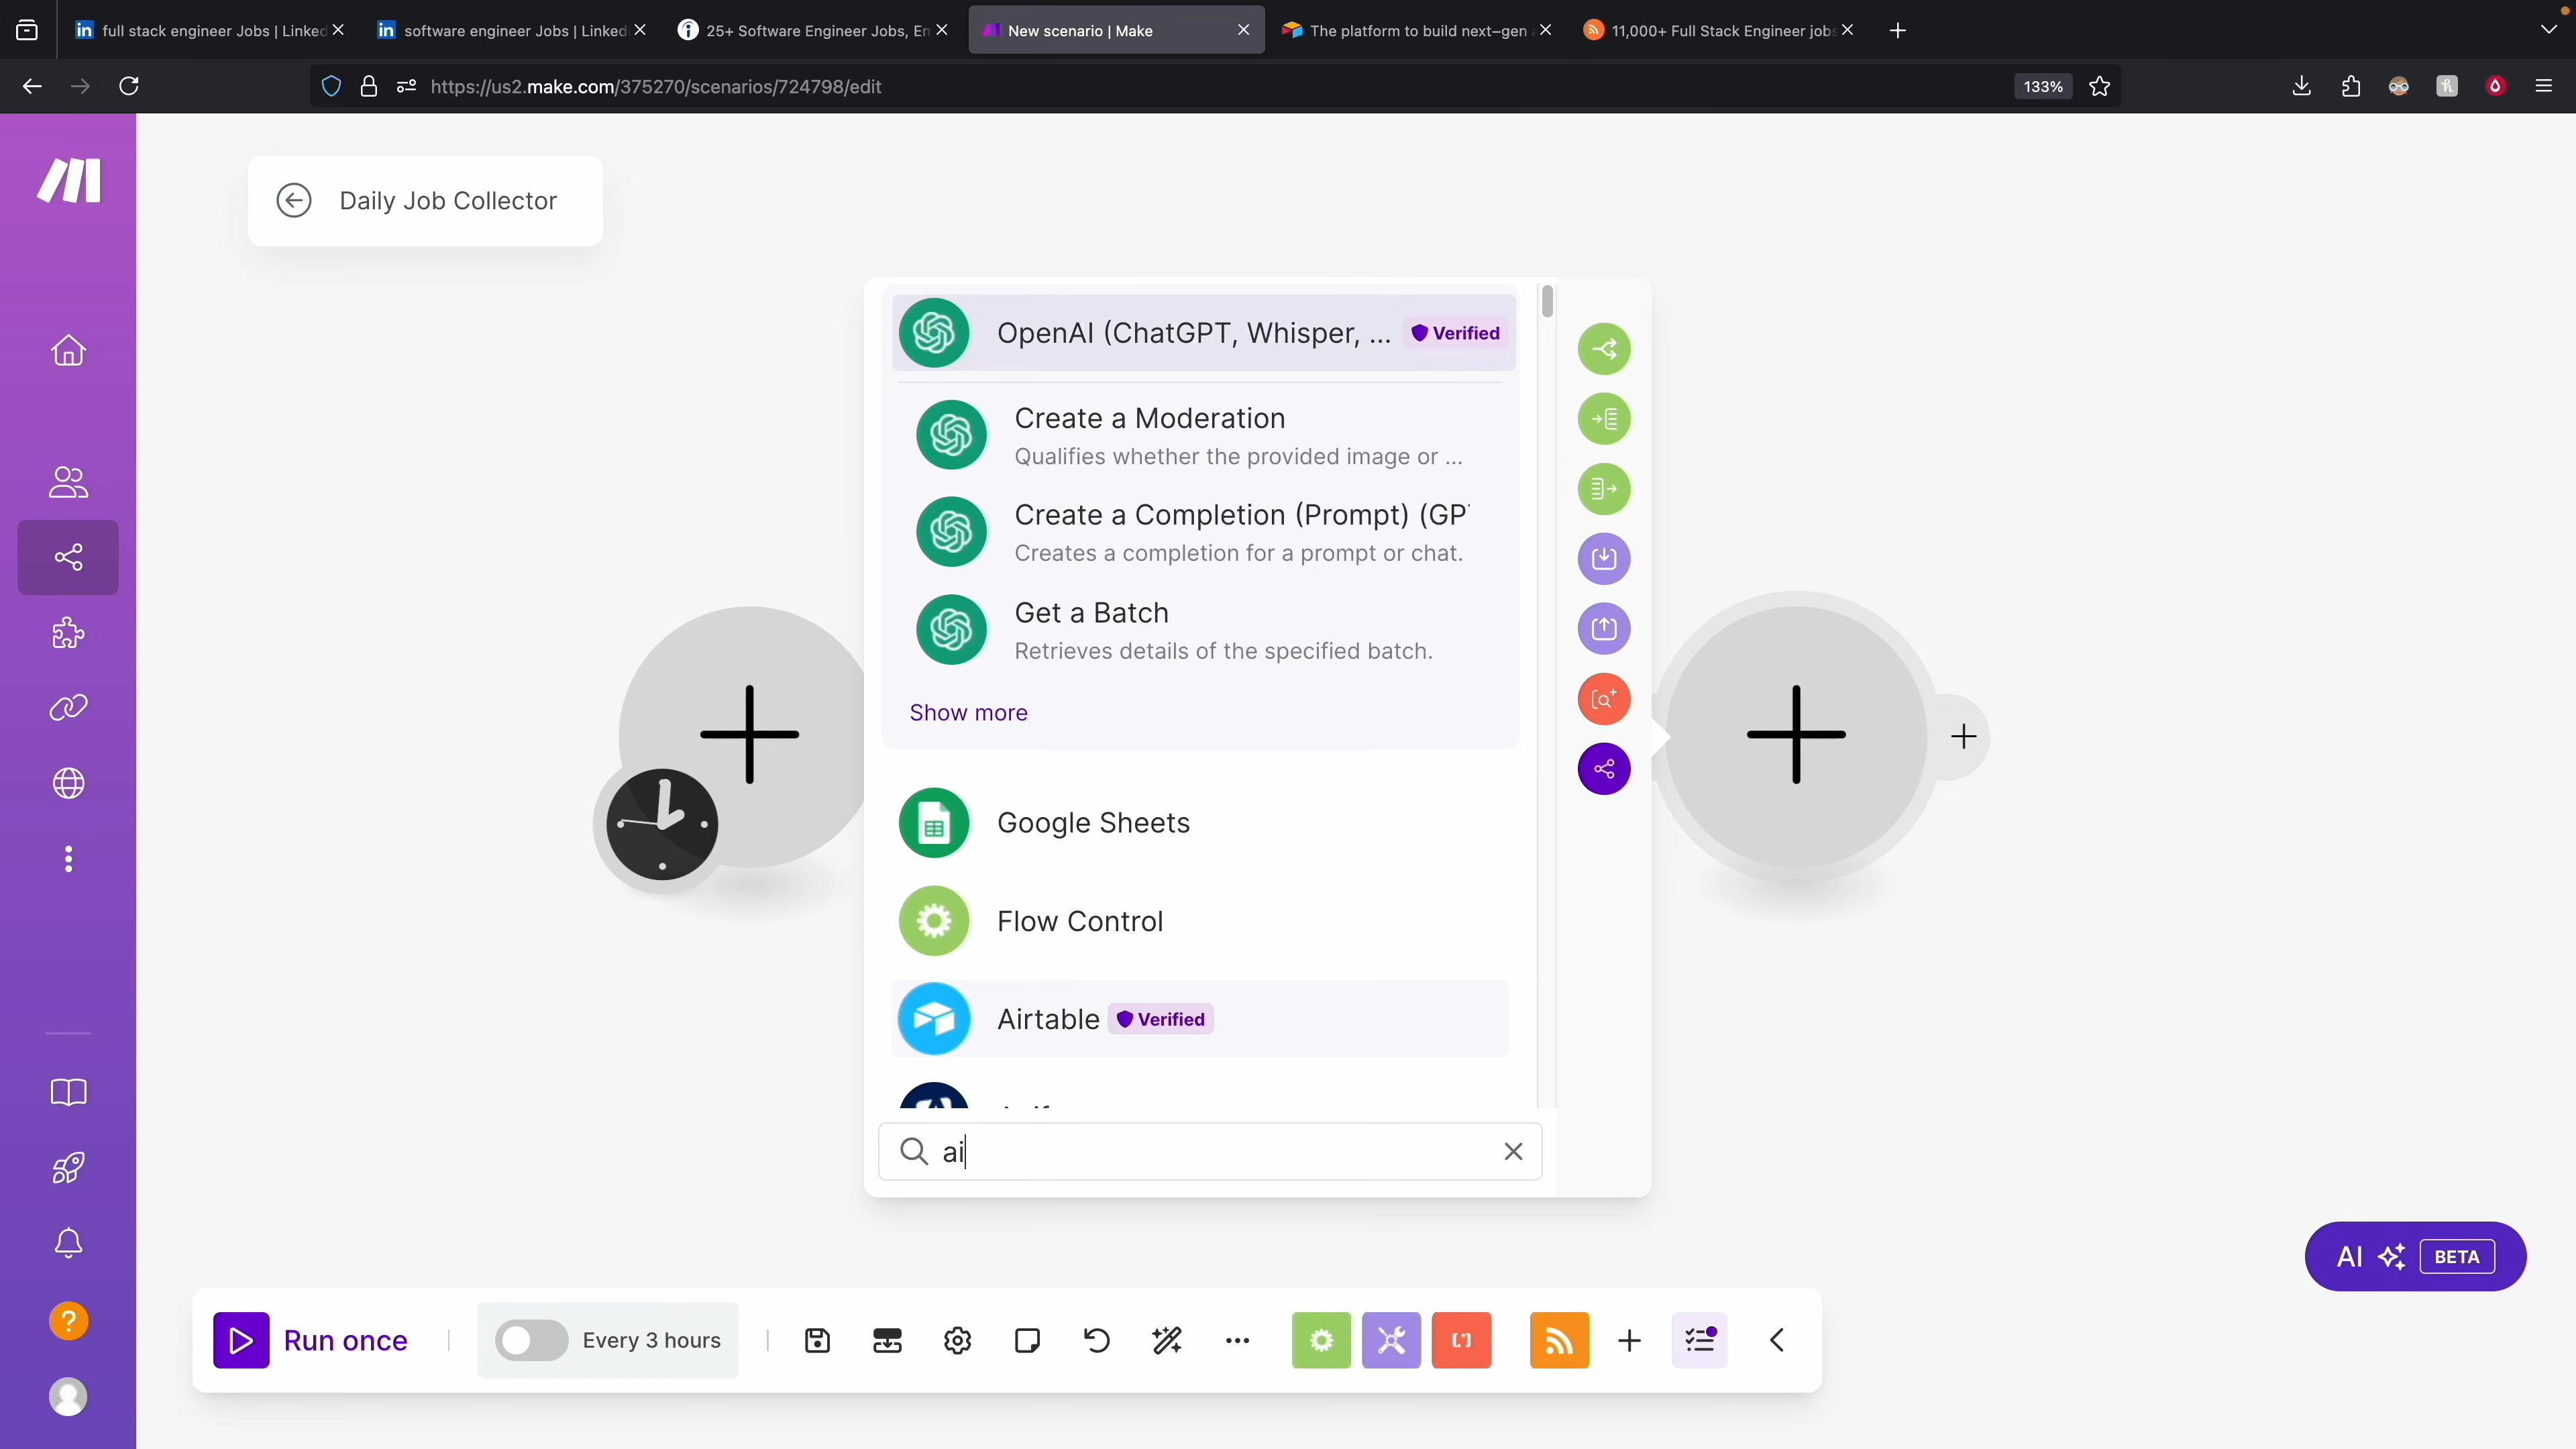 full stack engineer Jobs | Linked
software engineer Jobs | Linked
25+ Software Engineer Jobs, Em
New scenario | Make
The platform to build next-gen
11,000+ Full Stack Engineer jobs
https://us2.make.com/375270/scenarios/724798/edit
133%
Daily Job Collector
OpenAI (ChatGPT, Whisper, ...
Verified
Create a Moderation
Qualifies whether the provided image or ...
Create a Completion (Prompt) (GPT
Creates a completion for a prompt or chat.
Get a Batch
Retrieves details of the specified batch.
Show more
Google Sheets
Flow Control
Airtable
Verified
ai
AI
BETA
Run once
Every 3 hours